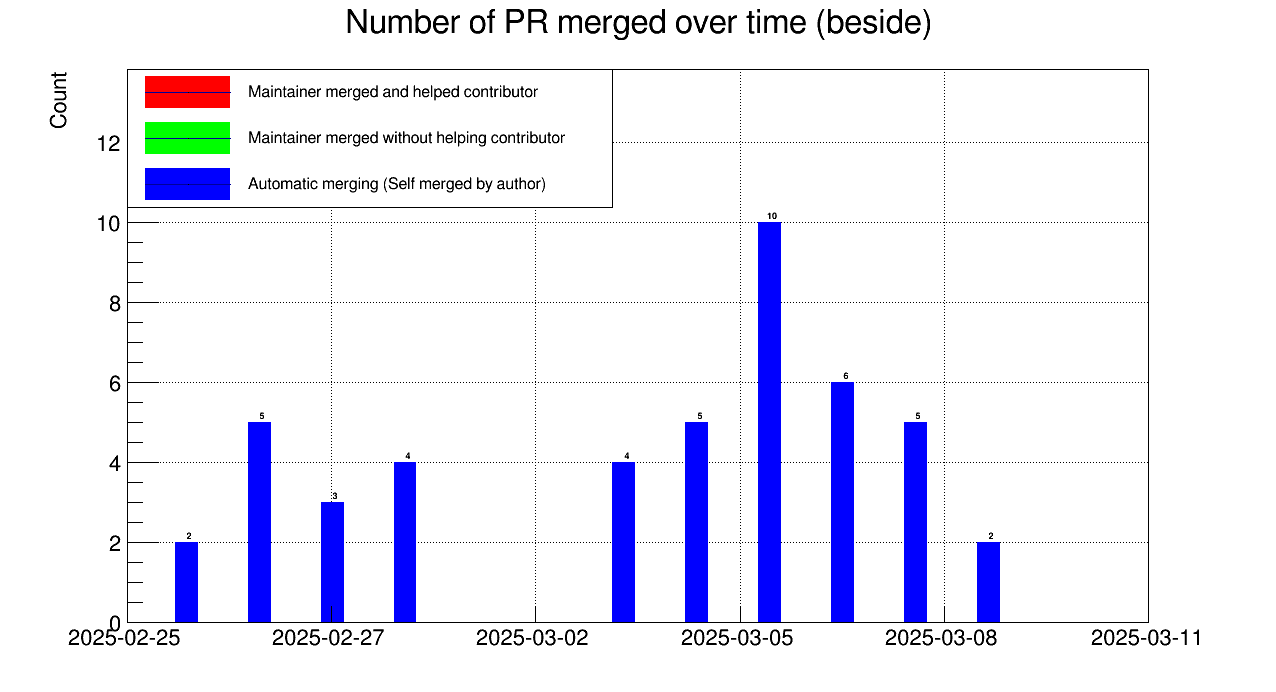 Number of PR merged over time (beside)
Count
Maintainer merged and helped contributor
Maintainer merged without helping contributor
Automatic merging (Self merged by author)
12
10
8
6
4
2
0
2
5
3
4
4
5
10
6
5
2
2025-02-25 2025-02-27 2025-03-02 2025-03-05 2025-03-08 2025-03-11